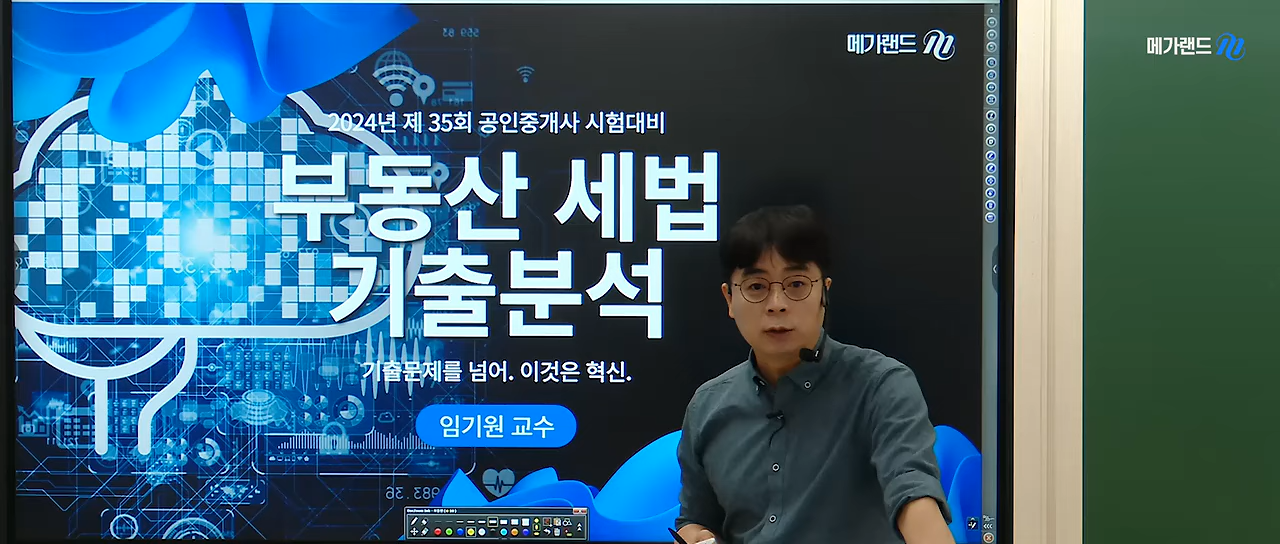 메가랜드
메가랜드
2024년 제 35회 공인중개사 시험대비
부동산 세법
기출분석
기출문제를 넘어. 이것은 혁신.
임기원 교수